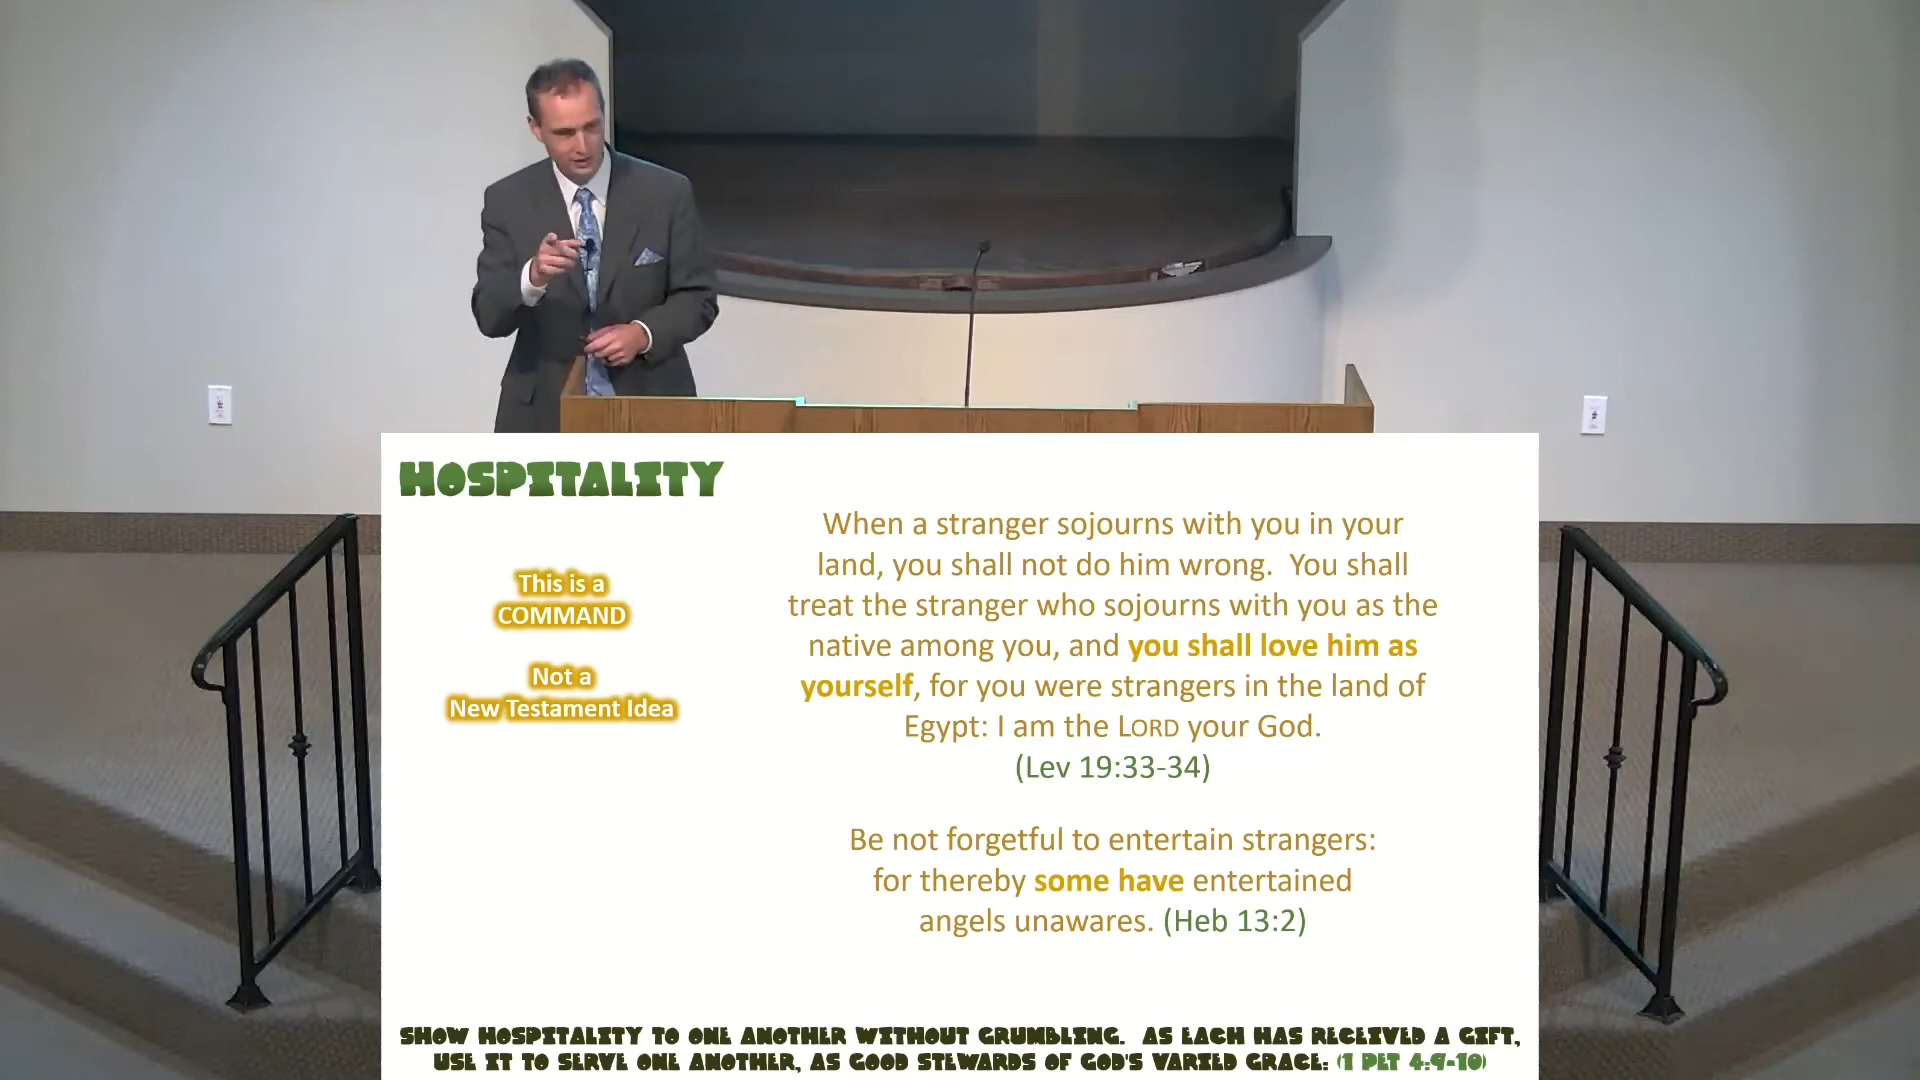 HOSPITALITY
This is a
COMMAND
Not a
New Testament Idea
When a stranger sojourns with you in your
land, you shall not do him wrong.  You shall
treat the stranger who sojourns with you as the
native among you, and you shall love him as
yourself, for you were strangers in the land of
Egypt: I am the LORD your God.
(Lev 19:33-34)
Be not forgetful to entertain strangers:
for thereby some have entertained
angels unawares. (Heb 13:2)
SHOW HOSPITALITY TO ONE ANOTHER WITHOUT GRUMBLING.  AS EACH HAS RECEIVED A GIFT,
USE IT TO SERVE ONE ANOTHER, AS GOOD STEWARDS OF GOD'S VARIED GRACE: (1 PET 4:9-10)